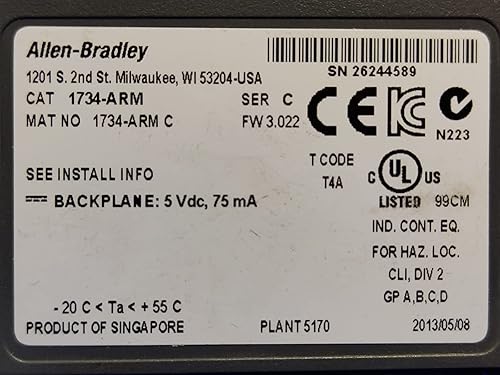 Allen-Bradley
SN 26244589
1201 S. 2nd St. Milwaukee, WI 53204-USA
CAT 1734-ARM SER C
MAT NO 1734-ARM C FW 3.022
CE KC N223
SEE INSTALL INFO T CODE T4A
C UL US LISTED 99CM
BACKPLANE: 5 Vdc, 75 mA
IND. CONT. EQ.
FOR HAZ. LOC.
CLI, DIV 2
GP A,B,C,D
- 20 C < Ta < + 55 C
PRODUCT OF SINGAPORE PLANT 5170 2013/05/08